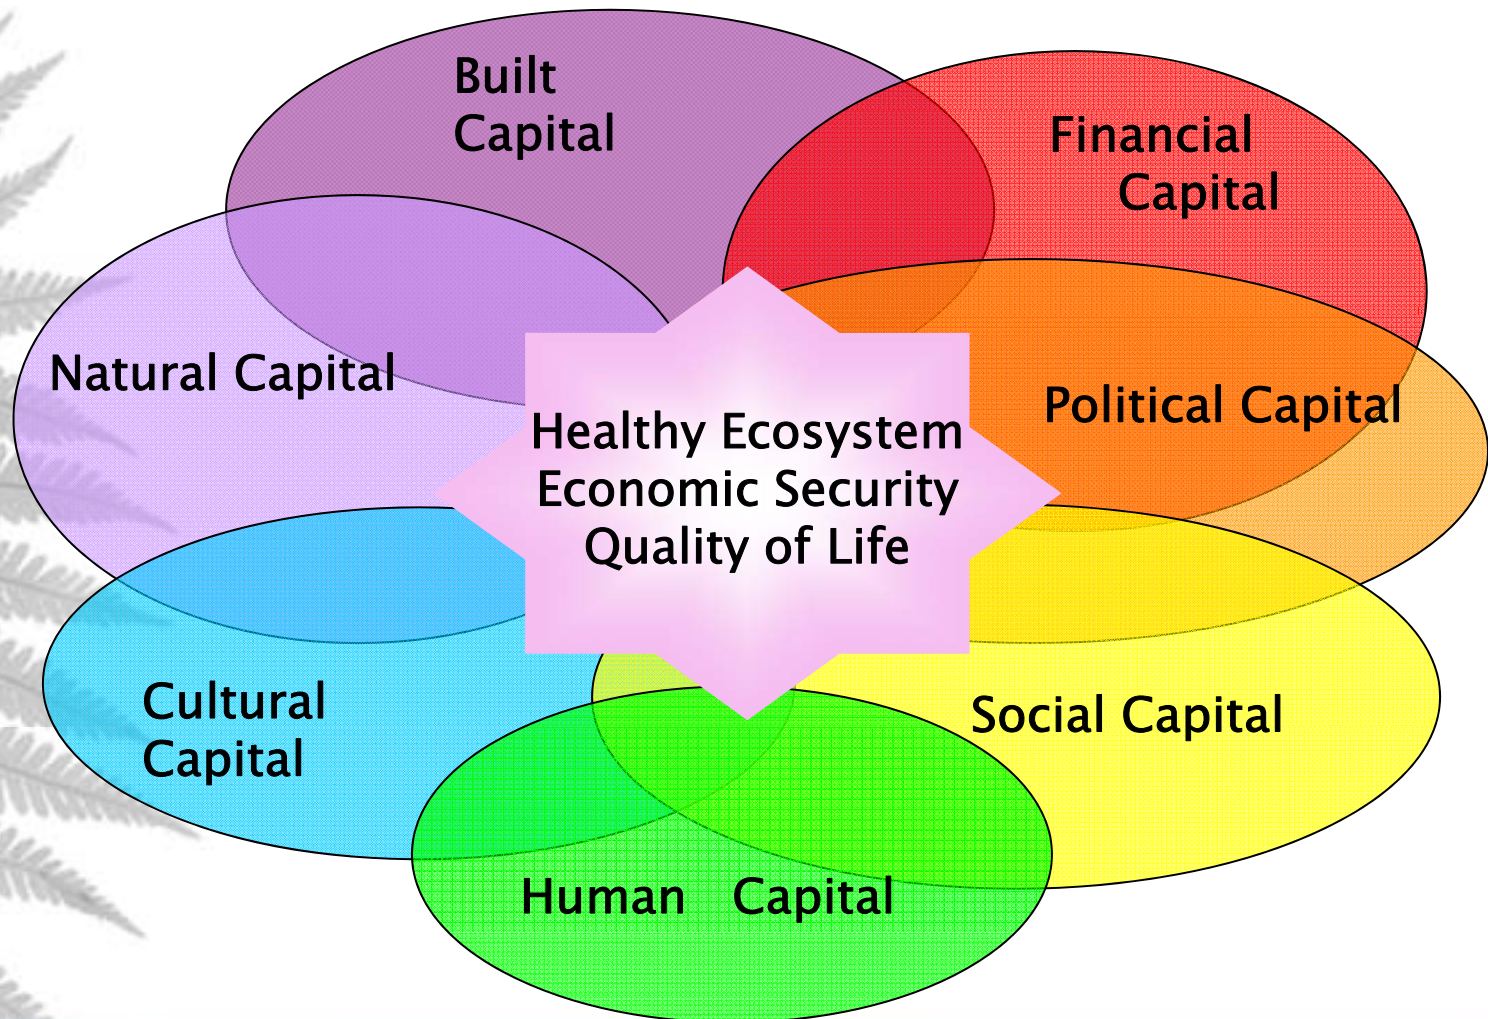 Built
Capital
Financial
Capital
Natural Capital
Political Capital
Healthy Ecosystem
Economic Security
Quality of Life
Cultural
Capital
Social Capital
Human Capital